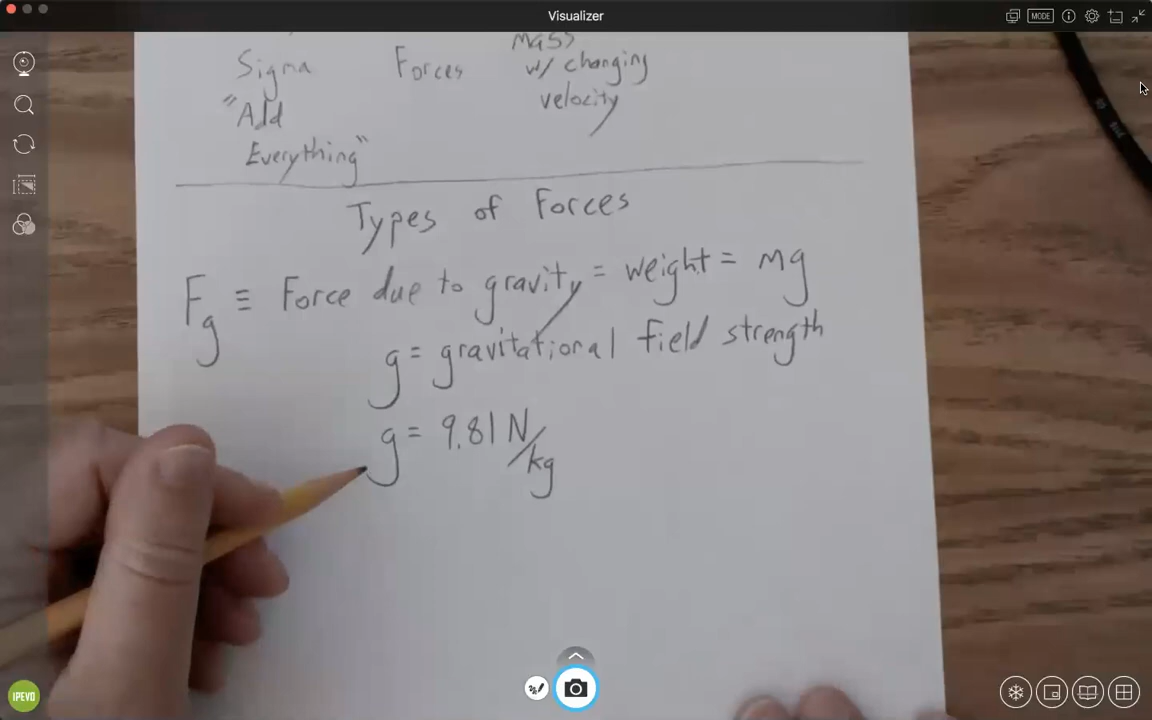 Visualizer
MODE
Mass
Sigma Forces w/ changing
"Add velocity
Everything"
Types of Forces
Fg ≡ Force due to gravity = weight = mg
g = gravitational field strength
g = 9.81 N/kg
IPEVO